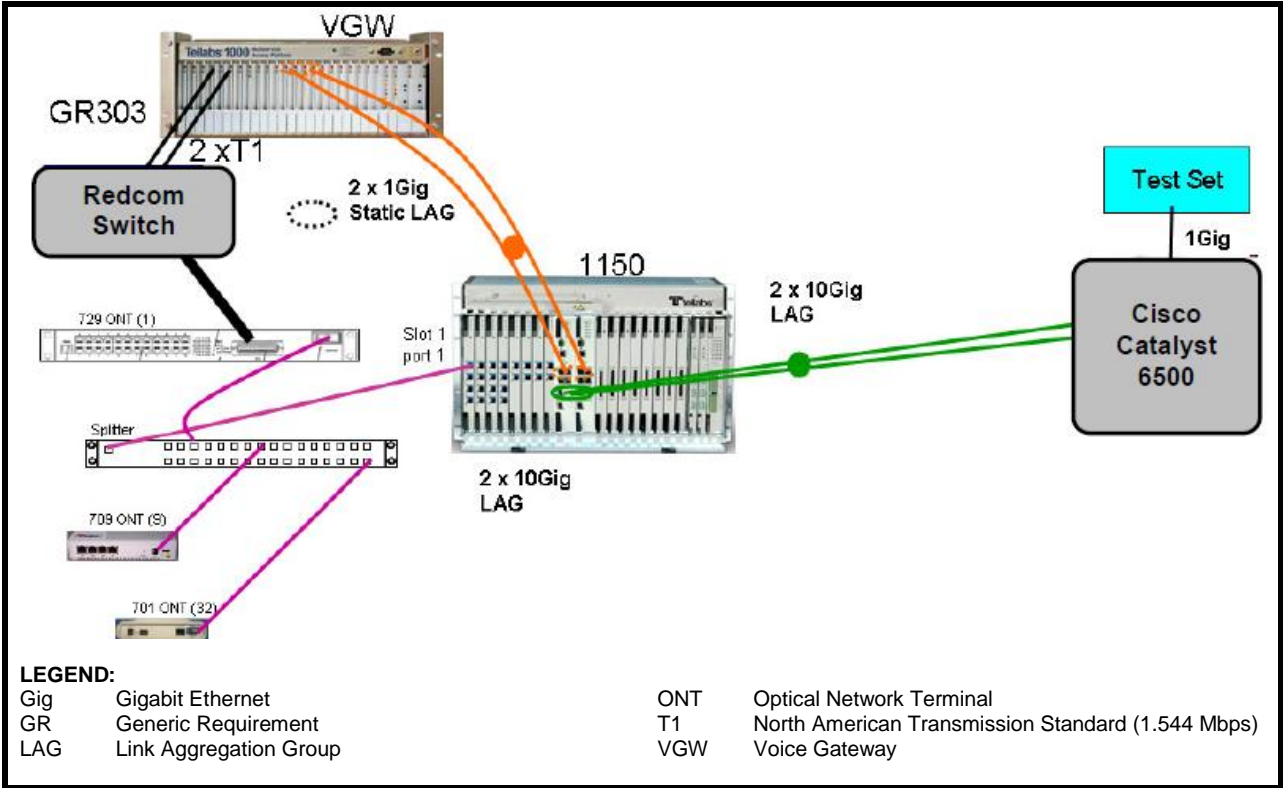 VGW
Tellabs 1000
GR303
2 xT1
Redcom
Switch
2 x 1Gig
Static LAG
Test Set
1Gig
1150
Tellabs
2 x 10Gig
LAG
Cisco
Catalyst
6500
729 ONT (1)
Slot 1
port 1
Splitter
2 x 10Gig
LAG
709 ONT (S)
701 ONT (32)
LEGEND:
Gig Gigabit Ethernet
GR Generic Requirement
LAG Link Aggregation Group
ONT Optical Network Terminal
T1 North American Transmission Standard (1.544 Mbps)
VGW Voice Gateway